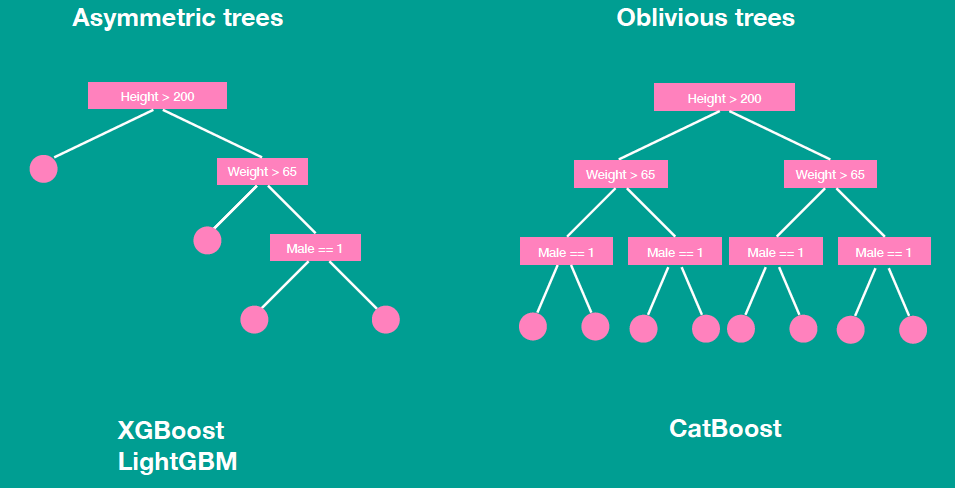 Asymmetric trees
Height > 200
Weight > 65
Male == 1
XGBoost
LightGBM
Oblivious trees
Height > 200
Weight > 65
Weight > 65
Male == 1
Male == 1
Male == 1
Male == 1
CatBoost